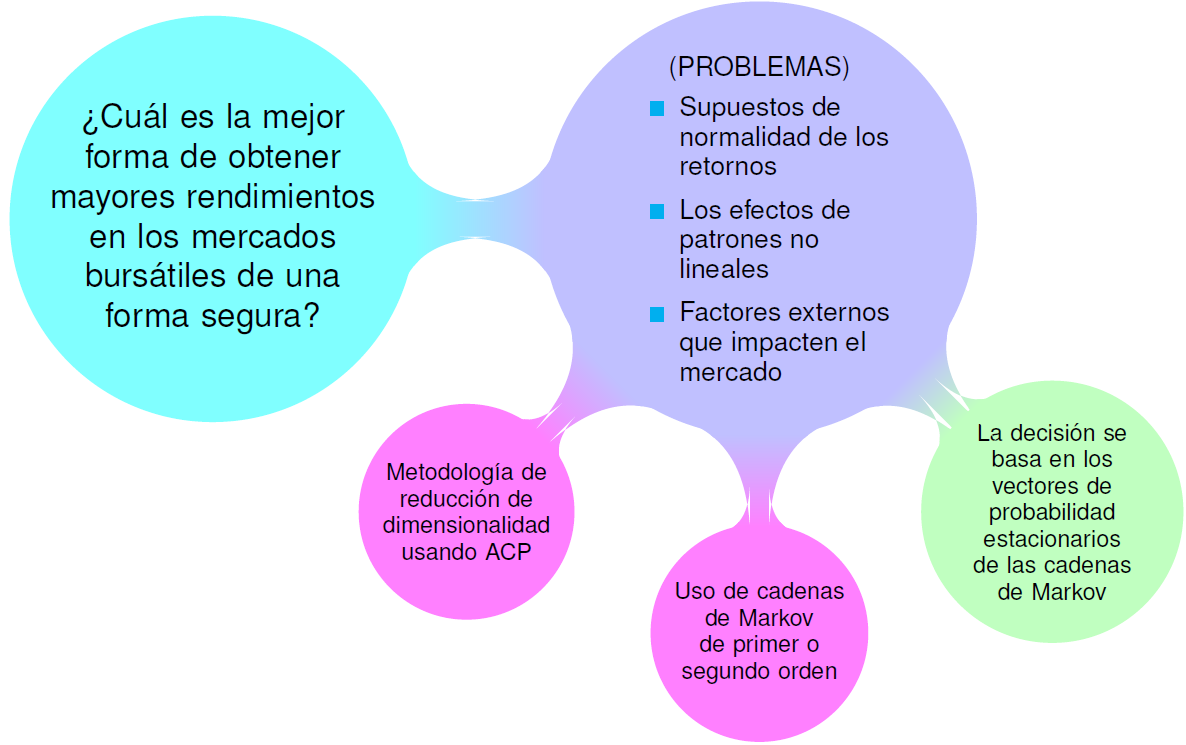 ¿Cuál es la mejor
forma de obtener
mayores rendimientos
en los mercados
bursátiles de una
forma segura?
(PROBLEMAS)
Supuestos de
normalidad de los
retornos
Los efectos de
patrones no
lineales
Factores externos
que impacten el
mercado
Metodología de
reducción de
dimensionalidad
usando ACP
Uso de cadenas
de Markov
de primer o
segundo orden
La decisión se
basa en los
vectores de
probabilidad
estacionarios
de las cadenas
de Markov